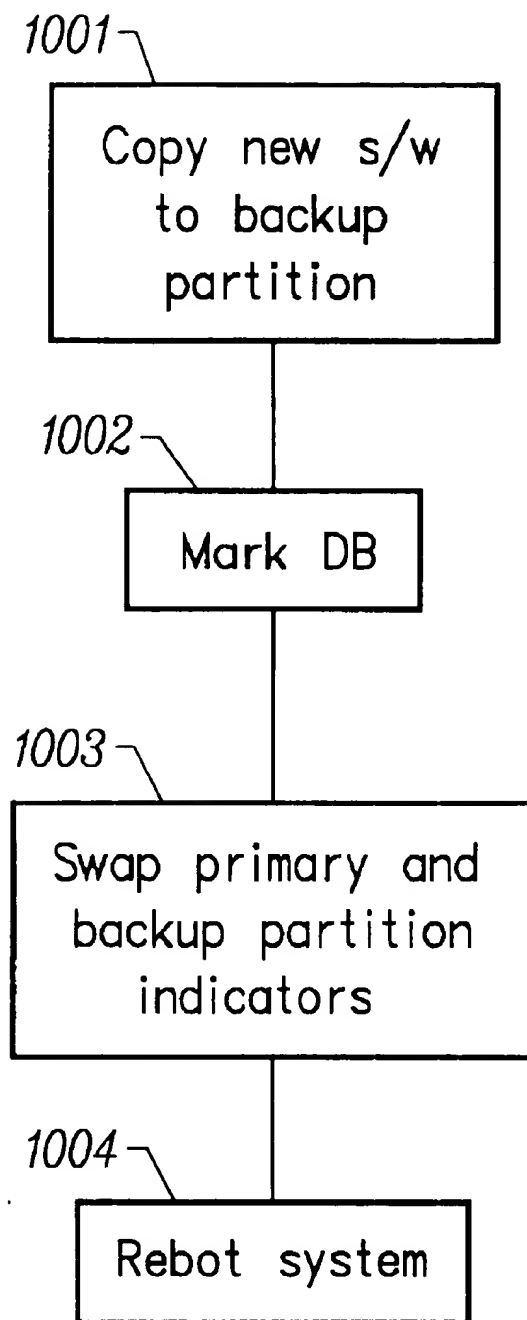 1001
Copy new s/w
to backup
partition
1002
Mark DB
1003
Swap primary and
backup partition
indicators
1004
Rebot system